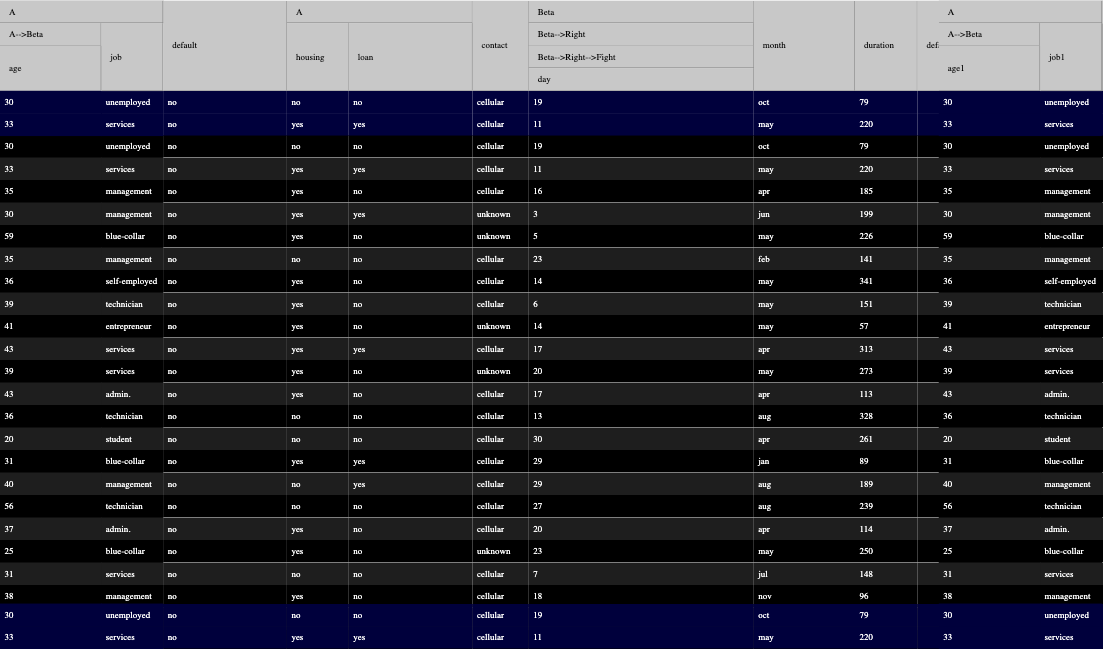 A A Beta A
A-->Beta Beta-->Right A-->Beta
default contact month duration def
job housing loan Beta-->Right-->Fight job1
age age1
day
30 unemployed no no no cellular 19 oct 79 30 unemployed
33 services no yes yes cellular 11 may 220 33 services
30 unemployed no no no cellular 19 oct 79 30 unemployed
33 services no yes yes cellular 11 may 220 33 services
35 management no yes no cellular 16 apr 185 35 management
30 management no yes yes unknown 3 jun 199 30 management
59 blue-collar no yes no unknown 5 may 226 59 blue-collar
35 management no no no cellular 23 feb 141 35 management
36 self-employed no yes no cellular 14 may 341 36 self-employed
39 technician no yes no cellular 6 may 151 39 technician
41 entrepreneur no yes no unknown 14 may 57 41 entrepreneur
43 services no yes yes cellular 17 apr 313 43 services
39 services no yes no unknown 20 may 273 39 services
43 admin. no yes no cellular 17 apr 113 43 admin.
36 technician no no no cellular 13 aug 328 36 technician
20 student no no no cellular 30 apr 261 20 student
31 blue-collar no yes yes cellular 29 jan 89 31 blue-collar
40 management no no yes cellular 29 aug 189 40 management
56 technician no no no cellular 27 aug 239 56 technician
37 admin. no yes no cellular 20 apr 114 37 admin.
25 blue-collar no yes no unknown 23 may 250 25 blue-collar
31 services no no no cellular 7 jul 148 31 services
38 management no yes no cellular 18 nov 96 38 management
30 unemployed no no no cellular 19 oct 79 30 unemployed
33 services no yes yes cellular 11 may 220 33 services